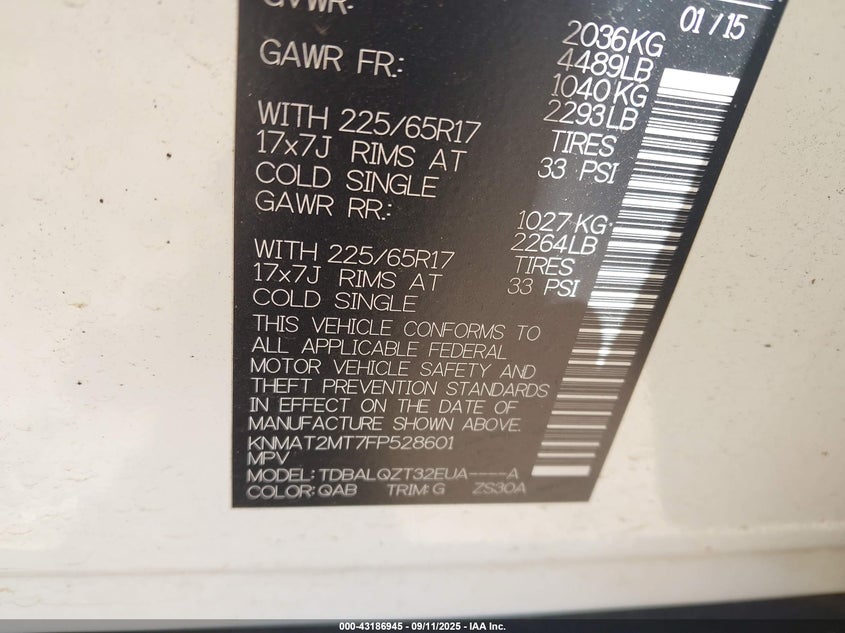 GVWR: 2036KG 01/15
4489LB
GAWR FR: 1040KG
2293LB
WITH 225/65R17 TIRES
17x7J RIMS AT 33 PSI
COLD SINGLE
GAWR RR: 1027KG
2264LB
WITH 225/65R17 TIRES
17x7J RIMS AT 33 PSI
COLD SINGLE
THIS VEHICLE CONFORMS TO
ALL APPLICABLE FEDERAL
MOTOR VEHICLE SAFETY AND
THEFT PREVENTION STANDARDS
IN EFFECT ON THE DATE OF
MANUFACTURE SHOWN ABOVE.
KNMAT2MT7FP528601
MPV
MODEL: TDBALQZT32EUA----A
COLOR: QAB TRIM: G ZS30A
000-43186945 - 09/11/2025 - IAA Inc.